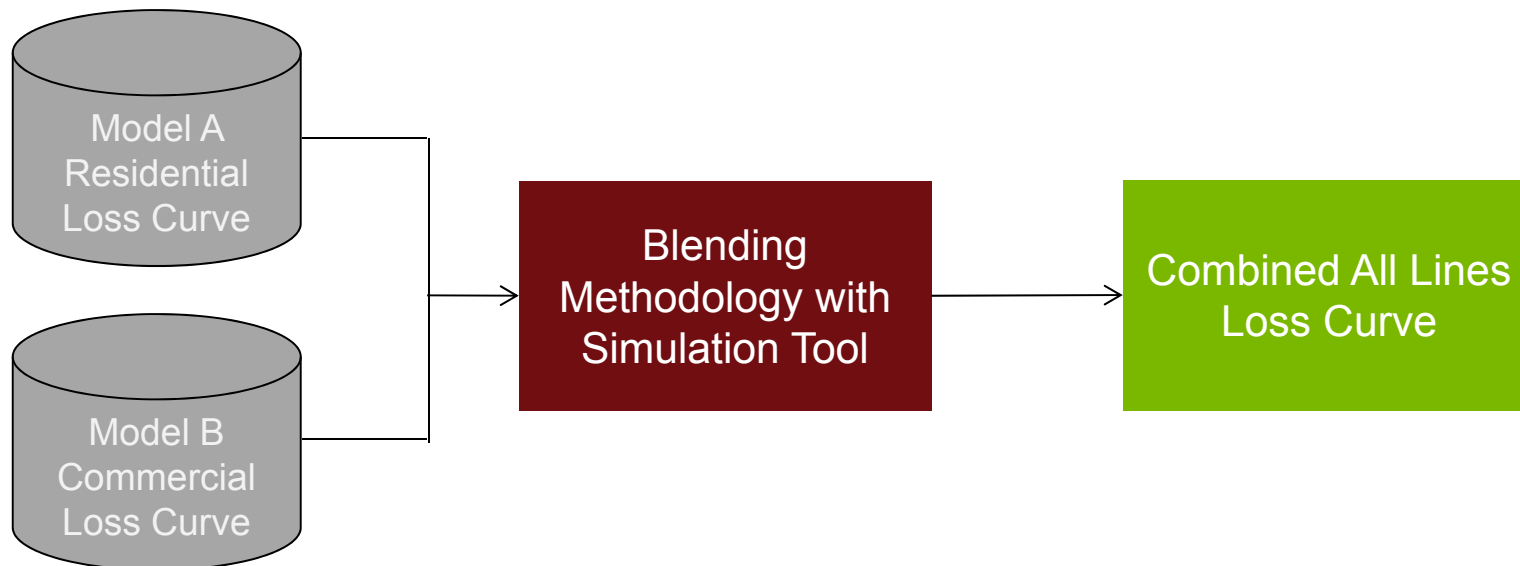 Model A
Residential
Loss Curve
Model B
Commercial
Loss Curve
Blending
Methodology with
Simulation Tool
Combined All Lines
Loss Curve